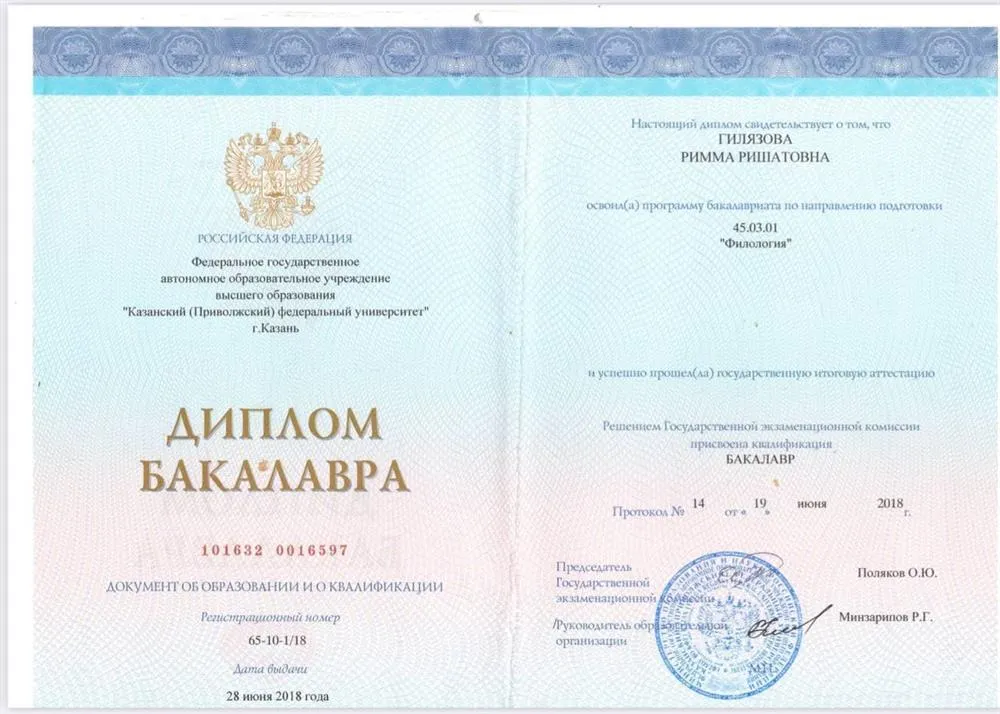 РОССИЙСКАЯ ФЕДЕРАЦИЯ
Федеральное государственное
автономное образовательное учреждение
высшего образования
"Казанский (Приволжский) федеральный университет"
г.Казань
ДИПЛОМ
БАКАЛАВРА
101632 0016597
ДОКУМЕНТ ОБ ОБРАЗОВАНИИ И О КВАЛИФИКАЦИИ
Регистрационный номер
65-10-1/18
Дата выдачи
28 июня 2018 года
Настоящий диплом свидетельствует о том, что
ГИЛЯЗОВА
РИММА РИШАТОВНА
освоил(а) программу бакалавриата по направлению подготовки
45.03.01
"Филология"
и успешно прошел(ла) государственную итоговую аттестацию
Решением Государственной экзаменационной комиссии
присвоена квалификация
БАКАЛАВР
Протокол № 14 от « 19 » июня 2018 г.
Председатель
Государственной
экзаменационной комиссии
Поляков О.Ю.
/Руководитель образовательной
организации
Минзарипов Р.Г.
М.П.